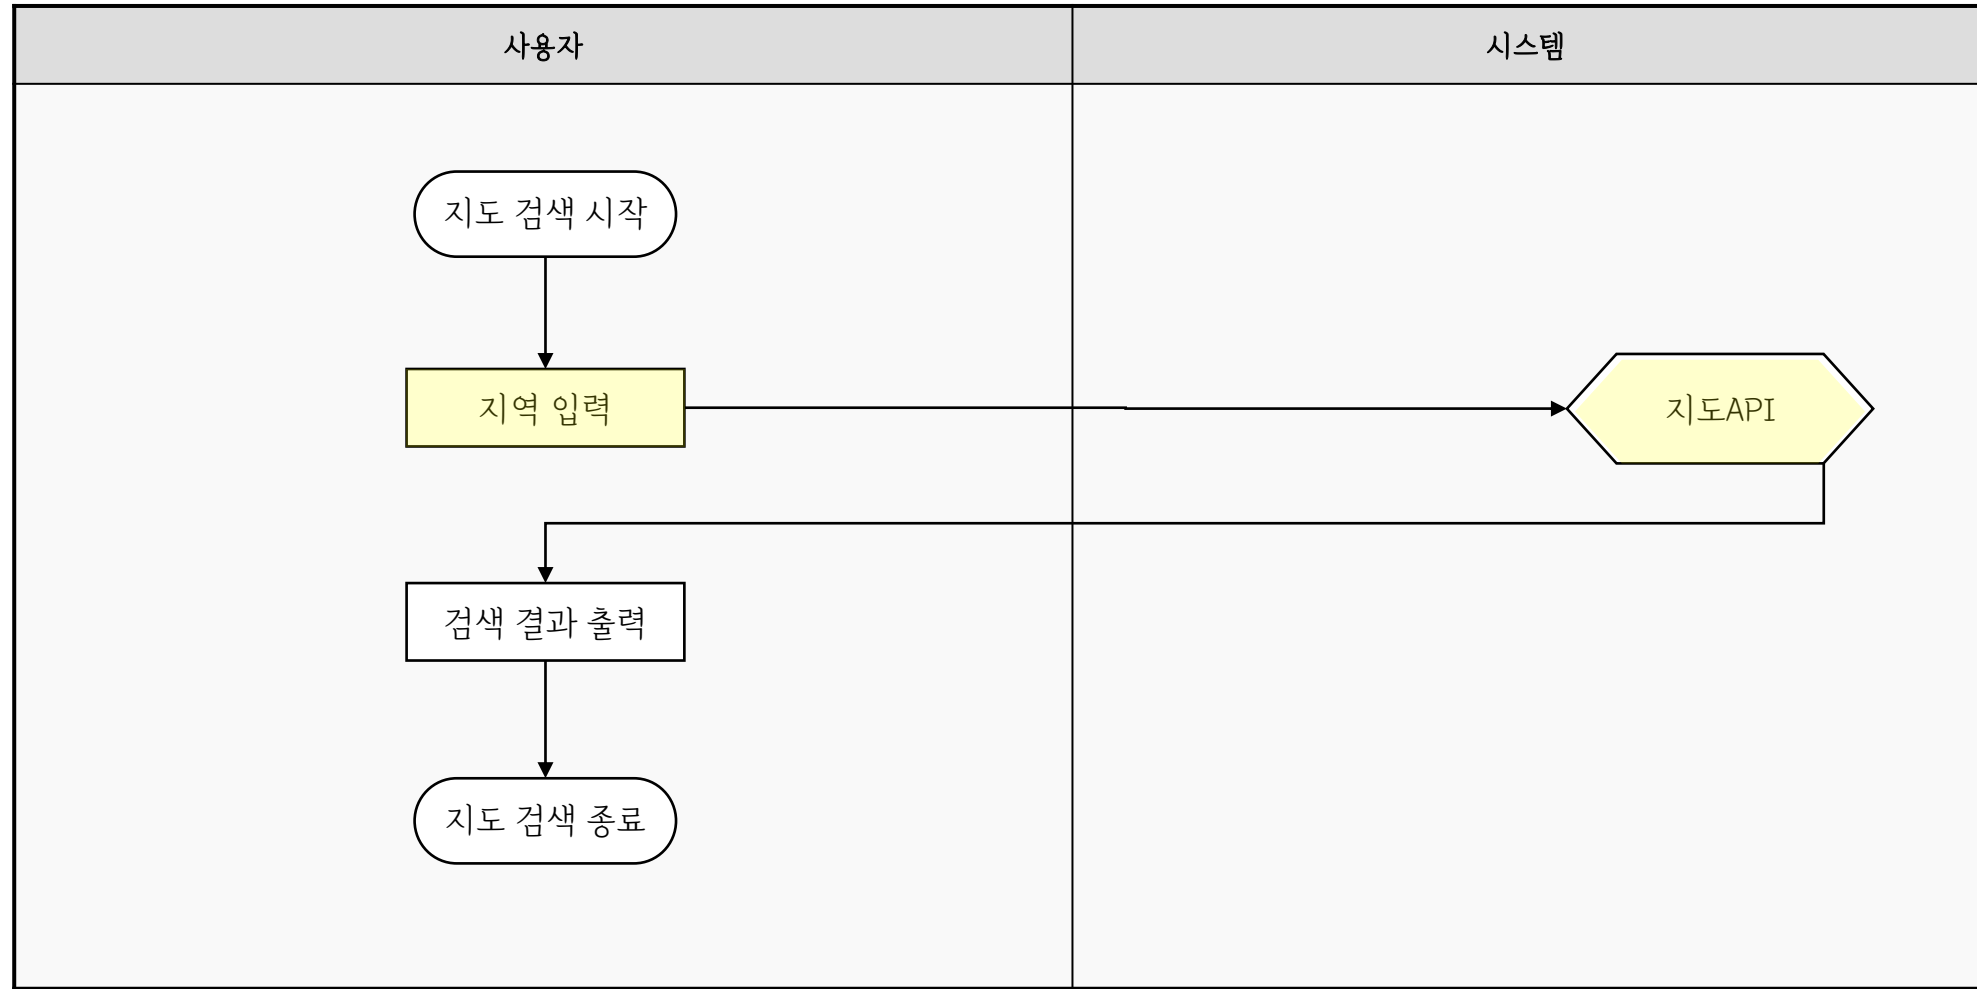 사용자
시스템
지도 검색 시작
지역 입력
지도API
검색 결과 출력
지도 검색 종료